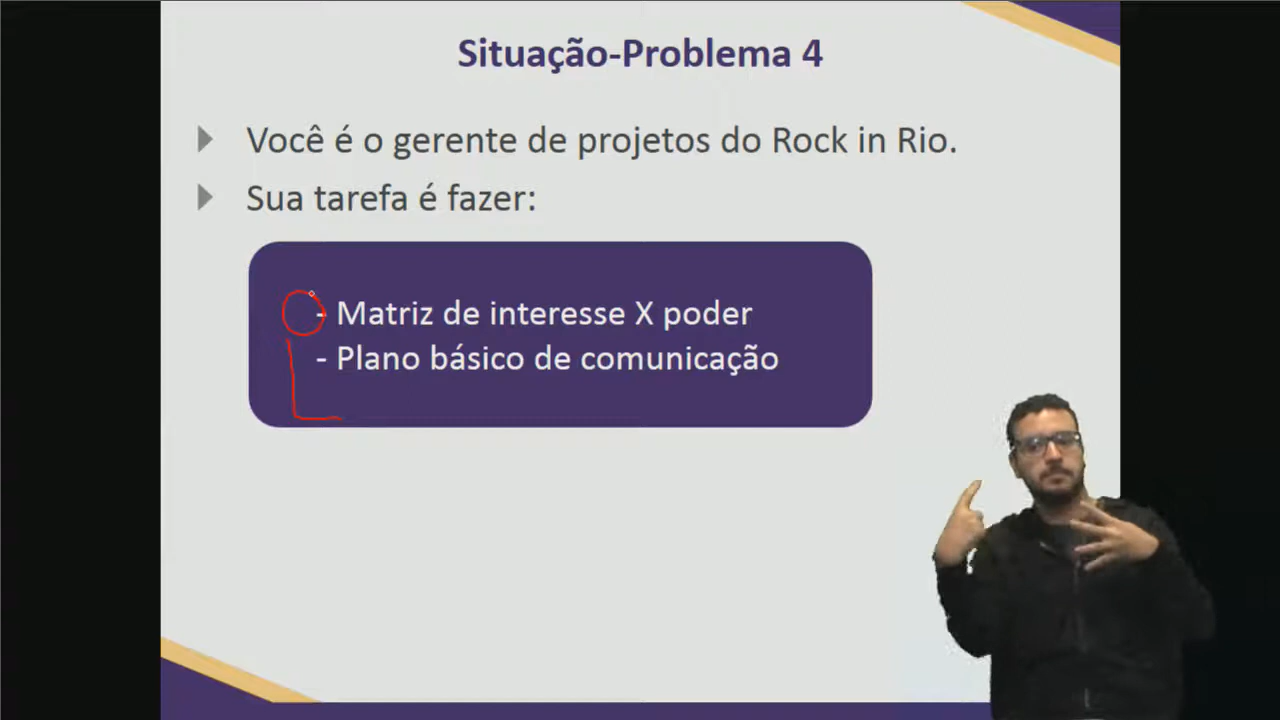 Situação-Problema 4
Você é o gerente de projetos do Rock in Rio.
Sua tarefa é fazer:
- Matriz de interesse X poder
- Plano básico de comunicação